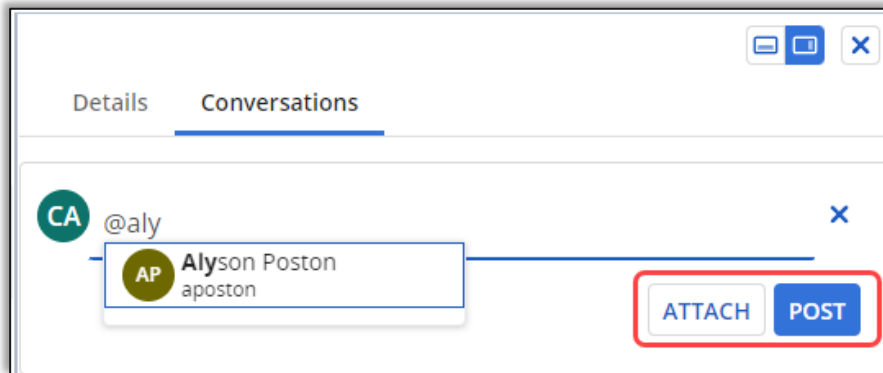 Details Conversations
CA @aly
AP Alyson Poston
aposton
ATTACH POST